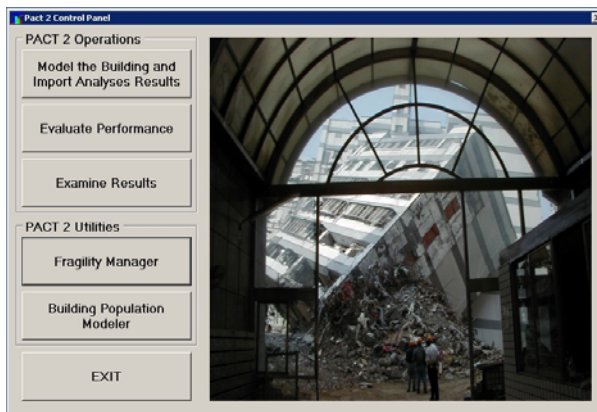 Pact 2 Control Panel
PACT 2 Operations
Model the Building and
Import Analyses Results
Evaluate Performance
Examine Results
PACT 2 Utilities
Fragility Manager
Building Population
Modeler
EXIT